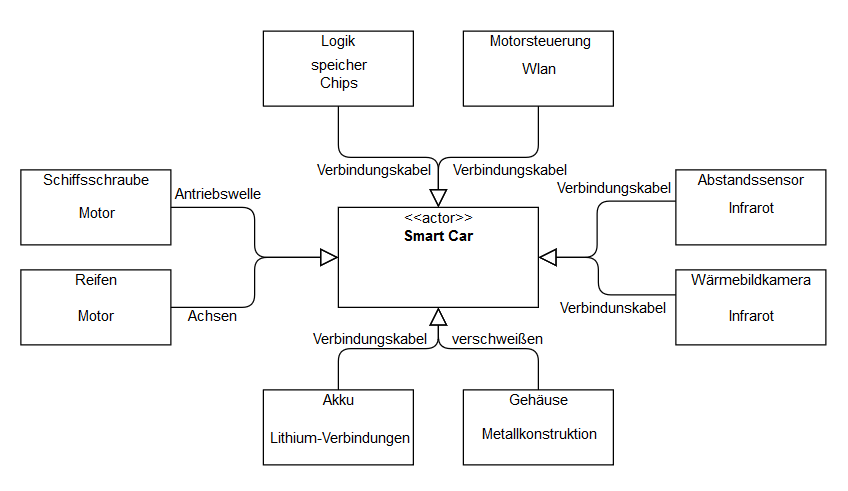 Logik
speicher
Chips
Motorsteuerung
Wlan
Verbindungskabel
Verbindungskabel
Schiffsschraube
Motor
Antriebswelle
Reifen
Motor
Achsen
<<actor>>
Smart Car
Verbindungskabel
Abstandssensor
Infrarot
Wärmebildkamera
Infrarot
Verbindunskabel
Verbindungskabel
verschweißen
Akku
Lithium-Verbindungen
Gehäuse
Metallkonstruktion